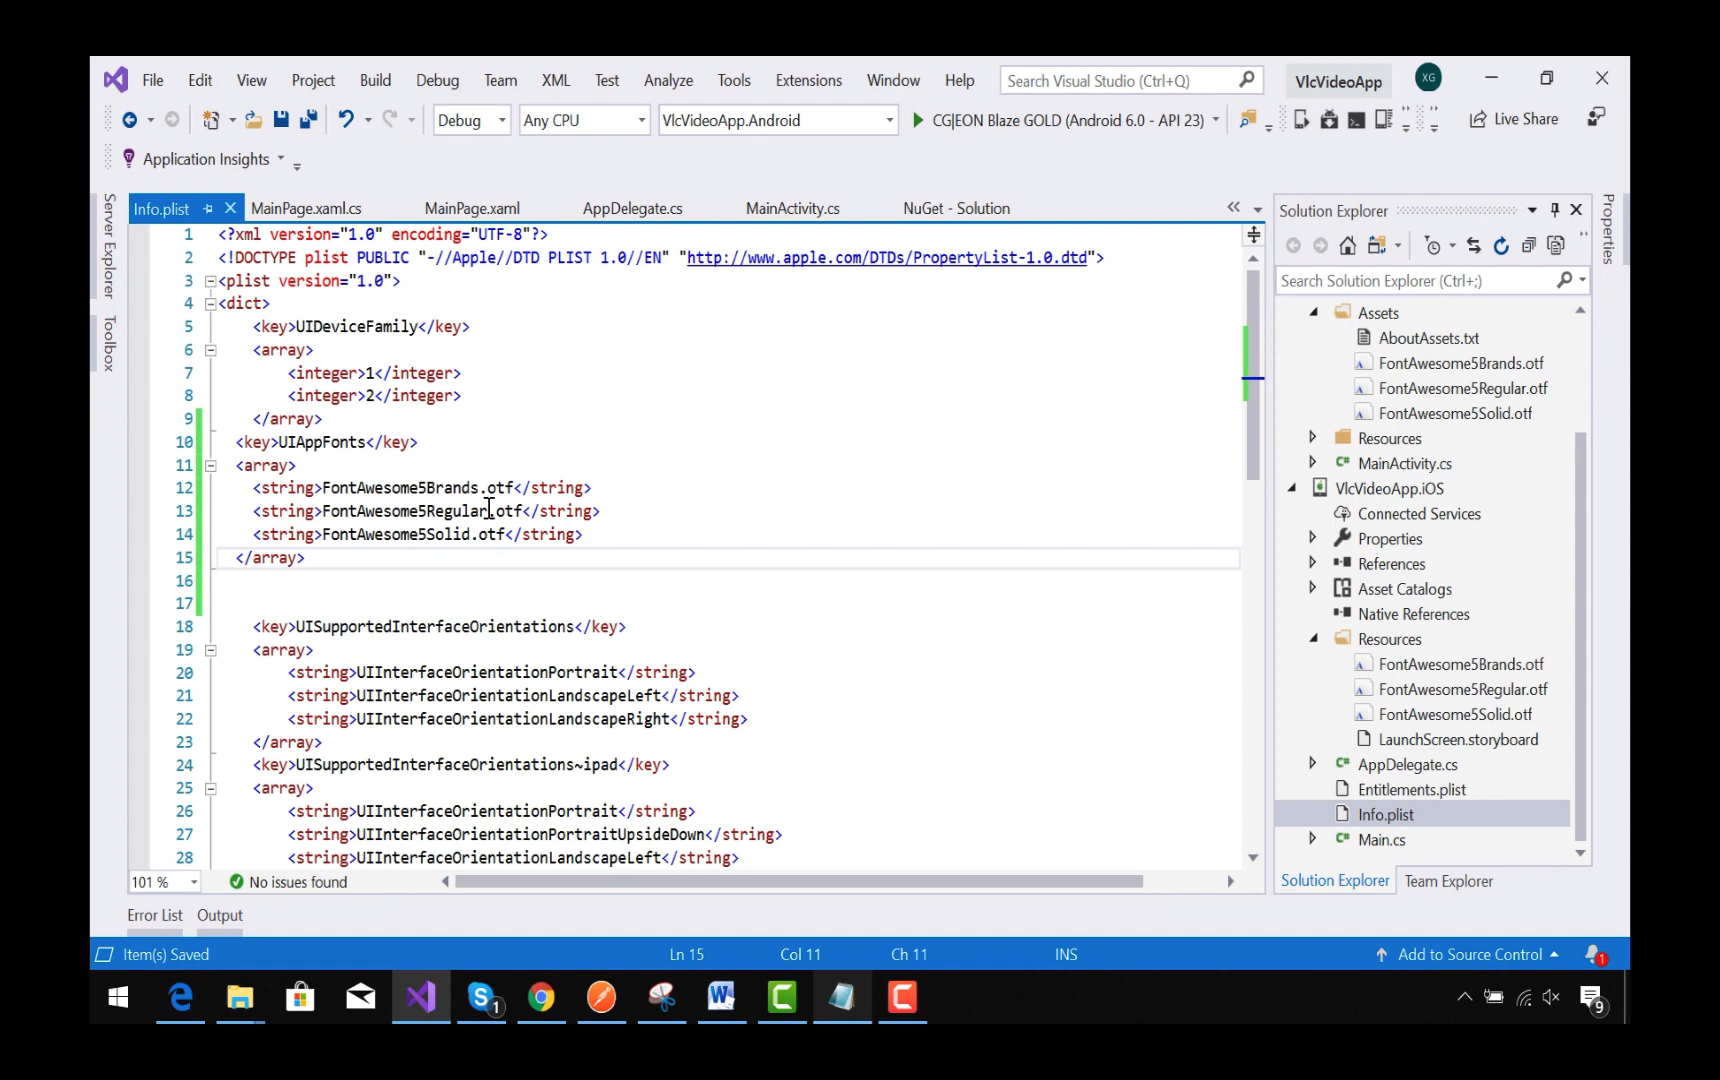 File Edit View Project Build Debug Team XML Test Analyze Tools Extensions Window Help Search Visual Studio (Ctrl+Q) VlcVideoApp XG
Debug Any CPU VlcVideoApp.Android CG|EON Blaze GOLD (Android 6.0 - API 23) Live Share
Application Insights
Server Explorer
Toolbox
Info.plist MainPage.xaml.cs MainPage.xaml AppDelegate.cs MainActivity.cs NuGet - Solution
1 <?xml version="1.0" encoding="UTF-8"?>
2 <!DOCTYPE plist PUBLIC "-//Apple//DTD PLIST 1.0//EN" "http://www.apple.com/DTDs/PropertyList-1.0.dtd">
3 <plist version="1.0">
4 <dict>
5 <key>UIDeviceFamily</key>
6 <array>
7 <integer>1</integer>
8 <integer>2</integer>
9 </array>
10 <key>UIAppFonts</key>
11 <array>
12 <string>FontAwesome5Brands.otf</string>
13 <string>FontAwesome5Regular.otf</string>
14 <string>FontAwesome5Solid.otf</string>
15 </array>
16
17
18 <key>UISupportedInterfaceOrientations</key>
19 <array>
20 <string>UIInterfaceOrientationPortrait</string>
21 <string>UIInterfaceOrientationLandscapeLeft</string>
22 <string>UIInterfaceOrientationLandscapeRight</string>
23 </array>
24 <key>UISupportedInterfaceOrientations~ipad</key>
25 <array>
26 <string>UIInterfaceOrientationPortrait</string>
27 <string>UIInterfaceOrientationPortraitUpsideDown</string>
28 <string>UIInterfaceOrientationLandscapeLeft</string>
101 % No issues found
Solution Explorer
Search Solution Explorer (Ctrl+;)
Assets
AboutAssets.txt
FontAwesome5Brands.otf
FontAwesome5Regular.otf
FontAwesome5Solid.otf
Resources
C# MainActivity.cs
VlcVideoApp.iOS
Connected Services
Properties
References
Asset Catalogs
Native References
Resources
FontAwesome5Brands.otf
FontAwesome5Regular.otf
FontAwesome5Solid.otf
LaunchScreen.storyboard
C# AppDelegate.cs
Entitlements.plist
Info.plist
C# Main.cs
Solution Explorer Team Explorer
Properties
Error List Output
Item(s) Saved Ln 15 Col 11 Ch 11 INS Add to Source Control 1
1 9